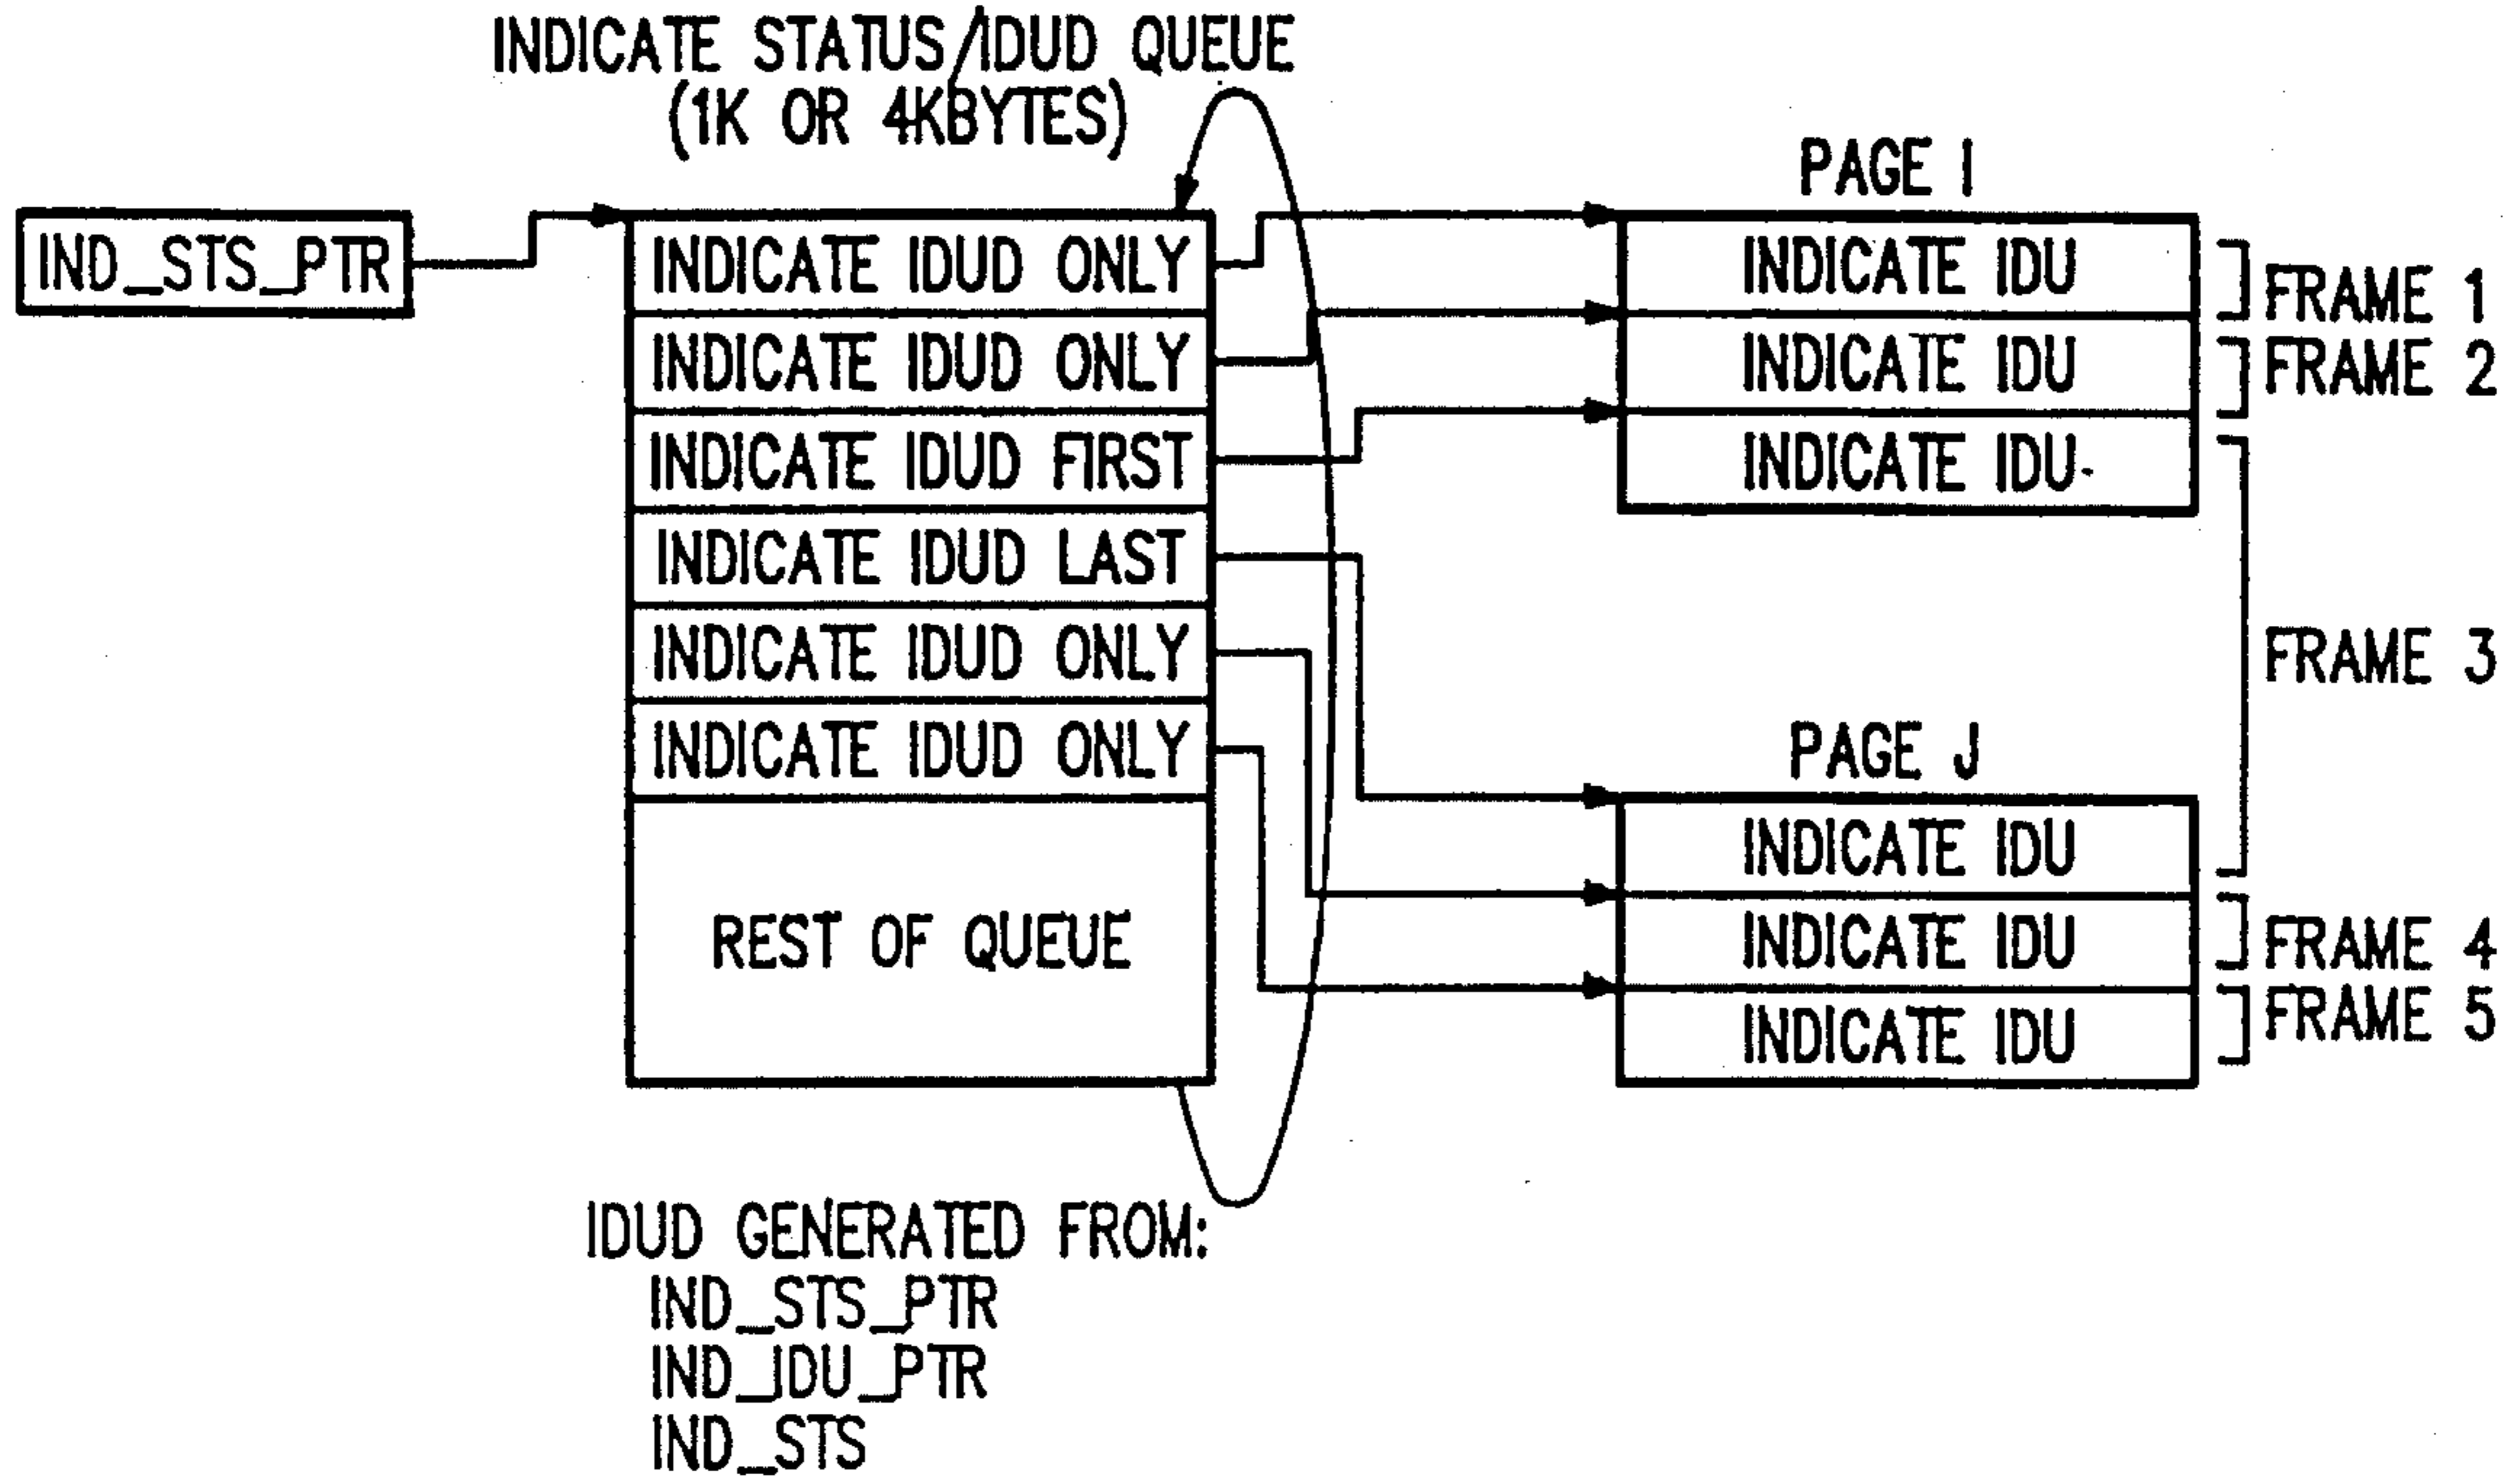 INDICATE STATUS/IDUD QUEUE
(1K OR 4KBYTES)
IND_STS_PTR
INDICATE IDUD ONLY
INDICATE IDUD ONLY
INDICATE IDUD FIRST
INDICATE IDUD LAST
INDICATE IDUD ONLY
INDICATE IDUD ONLY
REST OF QUEUE
PAGE I
INDICATE IDU
INDICATE IDU
INDICATE IDU
FRAME 1
FRAME 2
FRAME 3
PAGE J
INDICATE IDU
INDICATE IDU
INDICATE IDU
FRAME 4
FRAME 5
IDUD GENERATED FROM:
IND_STS_PTR
IND_IDU_PTR
IND_STS